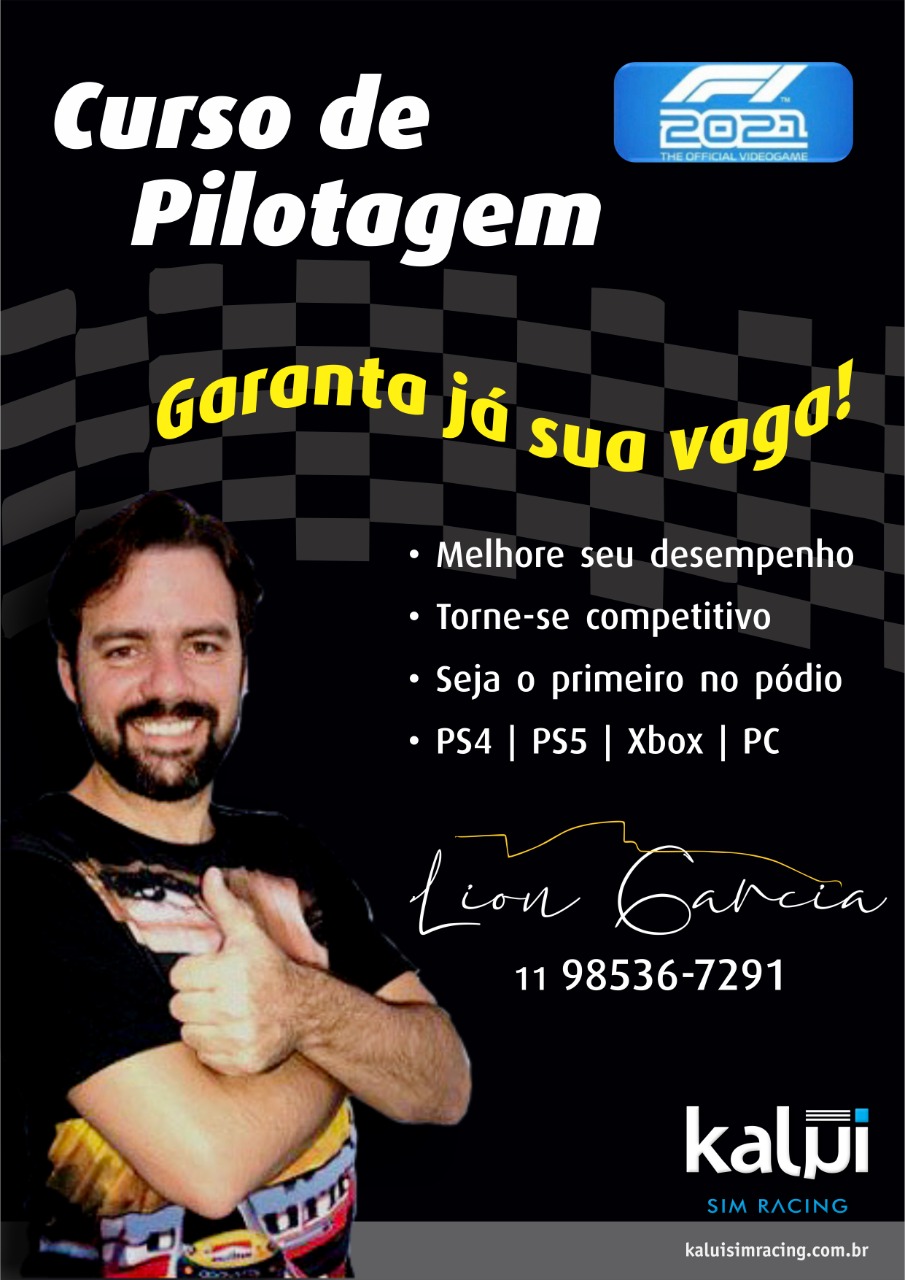 Curso de
Pilotagem
F1
2021
THE OFFICIAL VIDEOGAME
Garanta já sua vaga!
• Melhore seu desempenho
• Torne-se competitivo
• Seja o primeiro no pódio
• PS4 | PS5 | Xbox | PC
Lion Garcia
11 98536-7291
kalui
SIM RACING
kaluisimracing.com.br